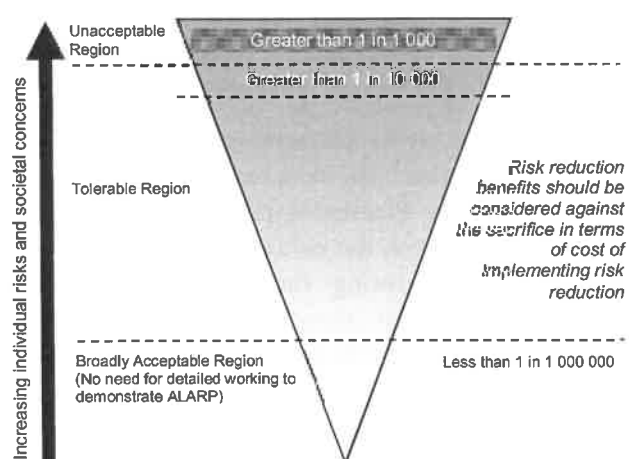 Unacceptable
Region
Greater than 1 in 1 000
Greater than 1 in 10 000
Increasing individual risks and societal concerns
Tolerable Region
Risk reduction
benefits should be
considered against
the sacrifice in terms
of cost of
implementing risk
reduction
Broadly Acceptable Region
(No need for detailed working to
demonstrate ALARP)
Less than 1 in 1 000 000